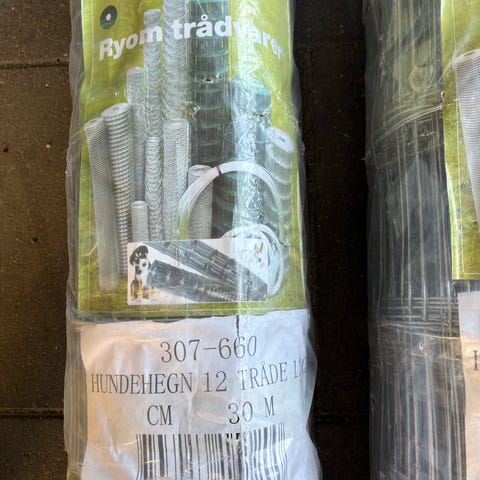 Ryom trådvarer
307-660
HUNDEHEGN 12 TRÅDE
CM 30 M